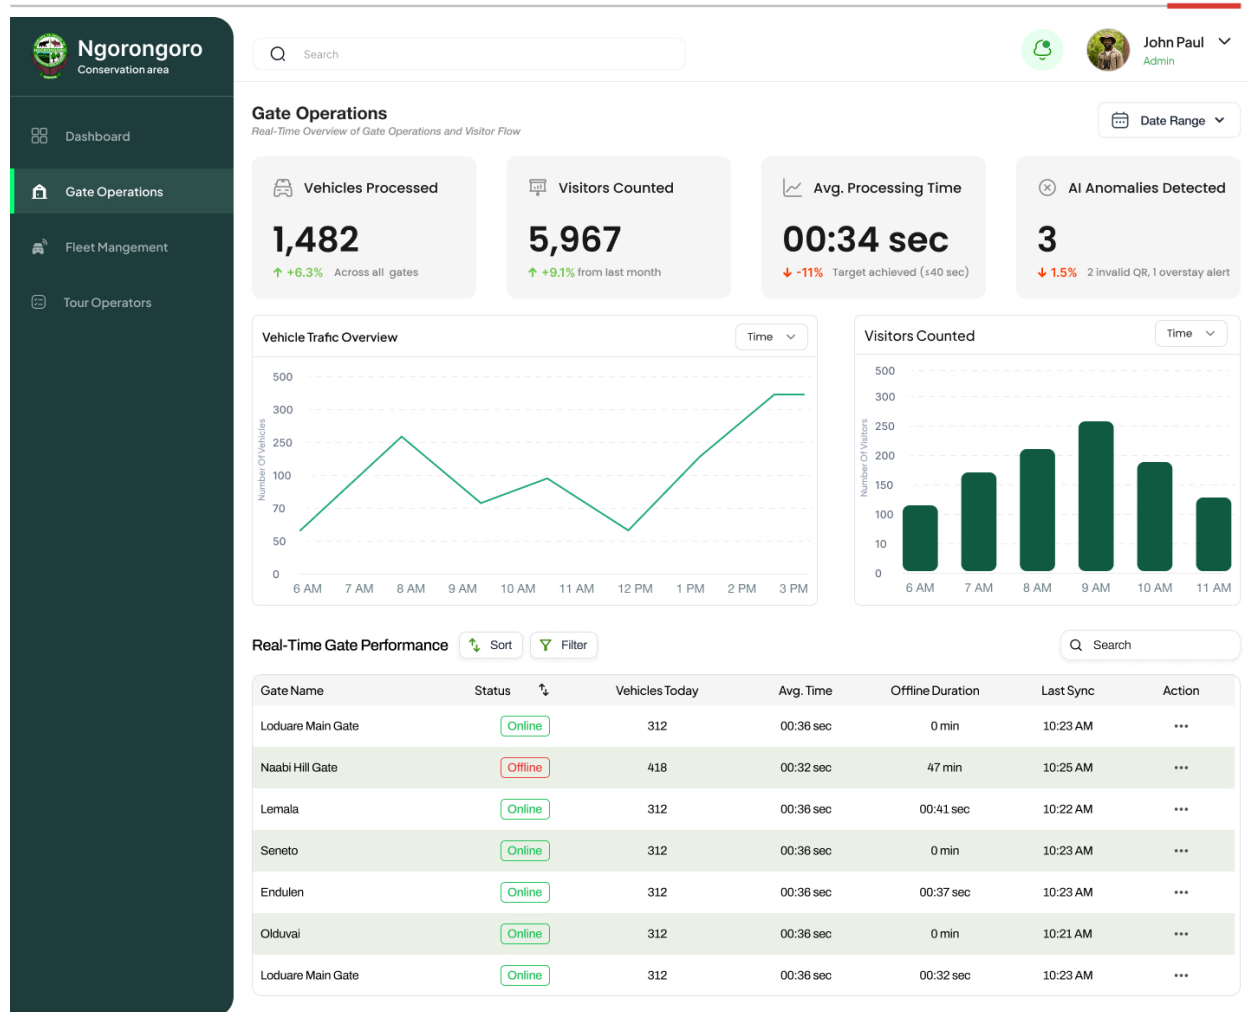 Ngorongoro
Conservation area
Search
John Paul
Admin
Dashboard
Gate Operations
Fleet Mangement
Tour Operators
Gate Operations
Real-Time Overview of Gate Operations and Visitor Flow
Date Range
Vehicles Processed
1,482
+6.3% Across all gates
Visitors Counted
5,967
+9.1% from last month
Avg. Processing Time
00:34 sec
-11% Target achieved (≤40 sec)
AI Anomalies Detected
3
1.5% 2 invalid QR, 1 overstay alert
Vehicle Trafic Overview
Time
Number Of Vehicles
500
300
250
100
70
50
0
6 AM 7 AM 8 AM 9 AM 10 AM 11 AM 12 PM 1 PM 2 PM 3 PM
Visitors Counted
Time
Number Of Visitors
500
300
250
200
150
100
10
0
6 AM 7 AM 8 AM 9 AM 10 AM 11 AM
Real-Time Gate Performance Sort Filter Search
Gate Name Status Vehicles Today Avg. Time Offline Duration Last Sync Action
Loduare Main Gate Online 312 00:36 sec 0 min 10:23 AM
Naabi Hill Gate Offline 418 00:32 sec 47 min 10:25 AM
Lemala Online 312 00:36 sec 00:41 sec 10:22 AM
Seneto Online 312 00:36 sec 0 min 10:23 AM
Endulen Online 312 00:36 sec 00:37 sec 10:23 AM
Olduvai Online 312 00:36 sec 0 min 10:21 AM
Loduare Main Gate Online 312 00:36 sec 00:32 sec 10:23 AM